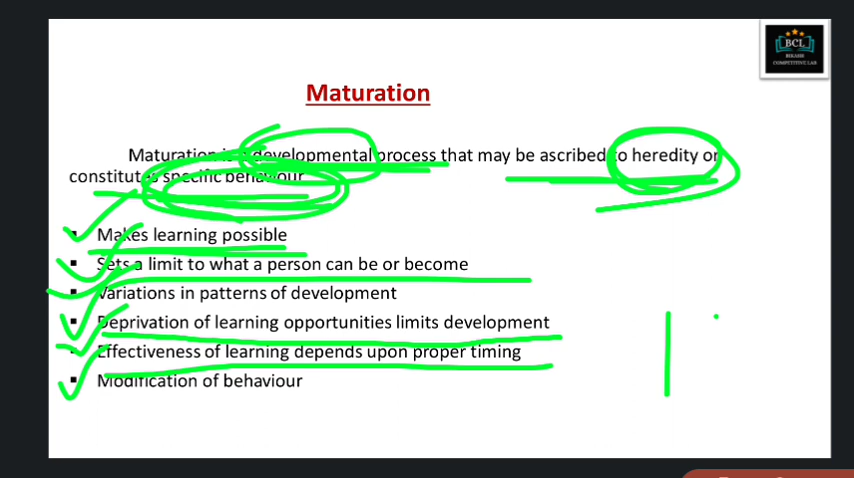 BCL
BEKASH
COMPETITIVE LAB
Maturation
Maturation is a developmental process that may be ascribed to heredity or
constitutes specific behaviour
Makes learning possible
Sets a limit to what a person can be or become
Variations in patterns of development
Deprivation of learning opportunities limits development
Effectiveness of learning depends upon proper timing
Modification of behaviour